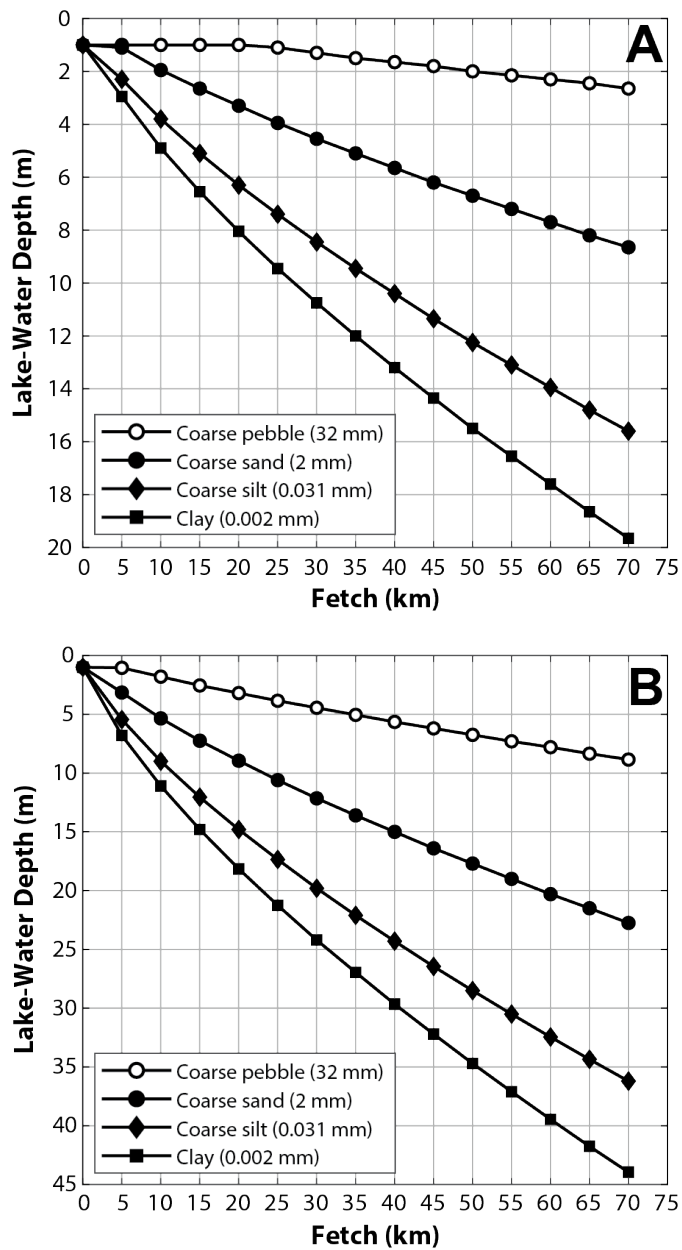 A
0
2
4
6
8
10
12
14
16
18
20
Lake-Water Depth (m)
Coarse pebble (32 mm)
Coarse sand (2 mm)
Coarse silt (0.031 mm)
Clay (0.002 mm)
0 5 10 15 20 25 30 35 40 45 50 55 60 65 70 75
Fetch (km)
B
0
5
10
15
20
25
30
35
40
45
Lake-Water Depth (m)
Coarse pebble (32 mm)
Coarse sand (2 mm)
Coarse silt (0.031 mm)
Clay (0.002 mm)
0 5 10 15 20 25 30 35 40 45 50 55 60 65 70 75
Fetch (km)